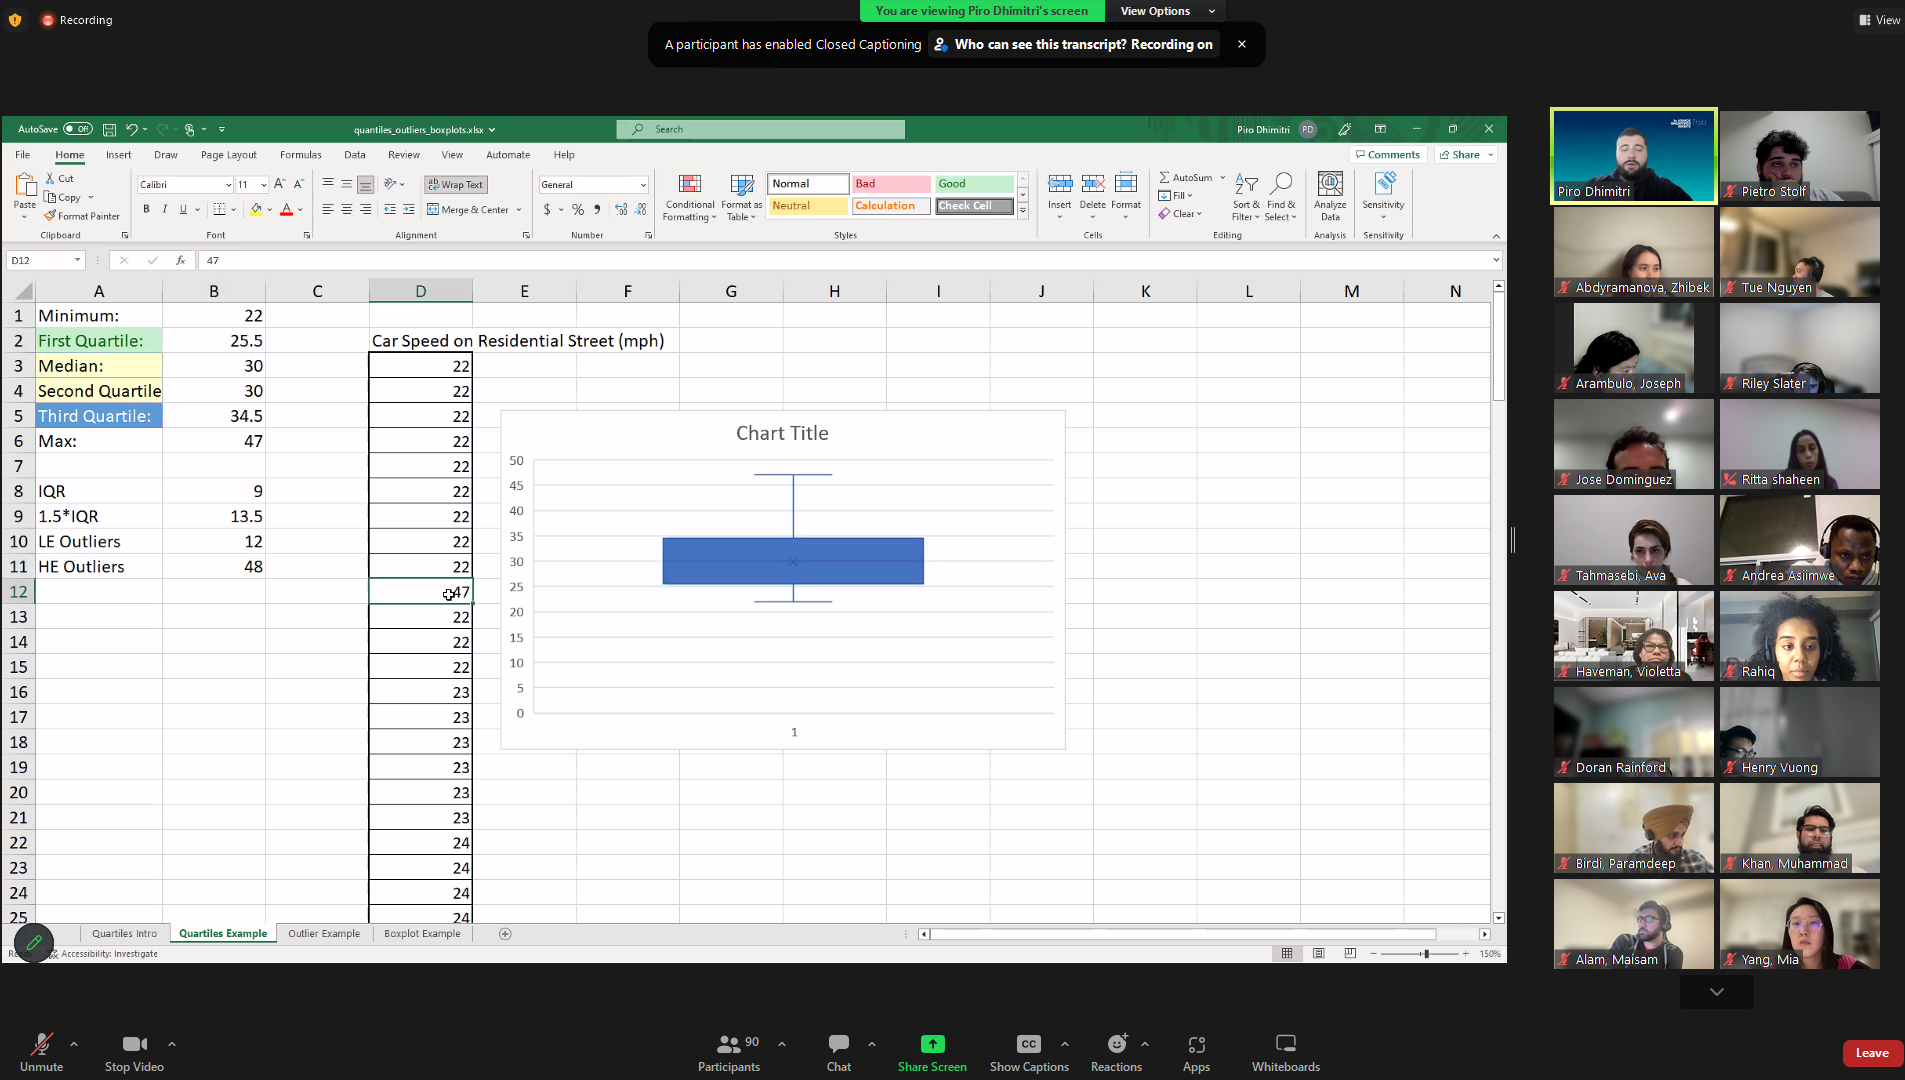 Recording
You are viewing Piro Dhimitri's screen
View Options
View
A participant has enabled Closed Captioning
Who can see this transcript? Recording on
AutoSave Off
quantiles_outliers_boxplots.xlsx
Search
Piro Dhimitri PD
File Home Insert Draw Page Layout Formulas Data Review View Automate Help
Comments Share
Paste
Cut
Copy
Format Painter
Clipboard
Calibri 11
B I U
Font
Wrap Text
Merge & Center
Alignment
General
$ % ,
Number
Conditional Formatting
Format as Table
Normal Bad Good
Neutral Calculation Check Cell
Styles
Insert Delete Format
Cells
AutoSum
Fill
Clear
Sort & Filter
Find & Select
Editing
Analyze Data
Analysis
Sensitivity
Sensitivity
D12 fx 47
A B C D E F G H I J K L M N
1 Minimum: 22
2 First Quartile: 25.5 Car Speed on Residential Street (mph)
3 Median: 30 22
4 Second Quartile 30 22
5 Third Quartile: 34.5 22
6 Max: 47 22
7 22
8 IQR 9 22
9 1.5*IQR 13.5 22
10 LE Outliers 12 22
11 HE Outliers 48 22
12 47
13 22
14 22
15 22
16 23
17 23
18 23
19 23
20 23
21 23
22 24
23 24
24 24
25 24
Chart Title
50
45
40
35
30
25
20
15
10
5
0
1
Quartiles Intro Quartiles Example Outlier Example Boxplot Example
Accessibility: Investigate
150%
Piro Dhimitri
Pietro Stolf
Abdyramanova, Zhibek
Tue Nguyen
Arambulo, Joseph
Riley Slater
Jose Dominguez
Ritta shaheen
Tahmasebi, Ava
Andrea Asiimwe
Haveman, Violetta
Rahiq
Doran Rainford
Henry Vuong
Birdi, Paramdeep
Khan, Muhammad
Alam, Maisam
Yang, Mia
Unmute
Stop Video
Participants 90
Chat
Share Screen
CC
Show Captions
Reactions
Apps
Whiteboards
Leave